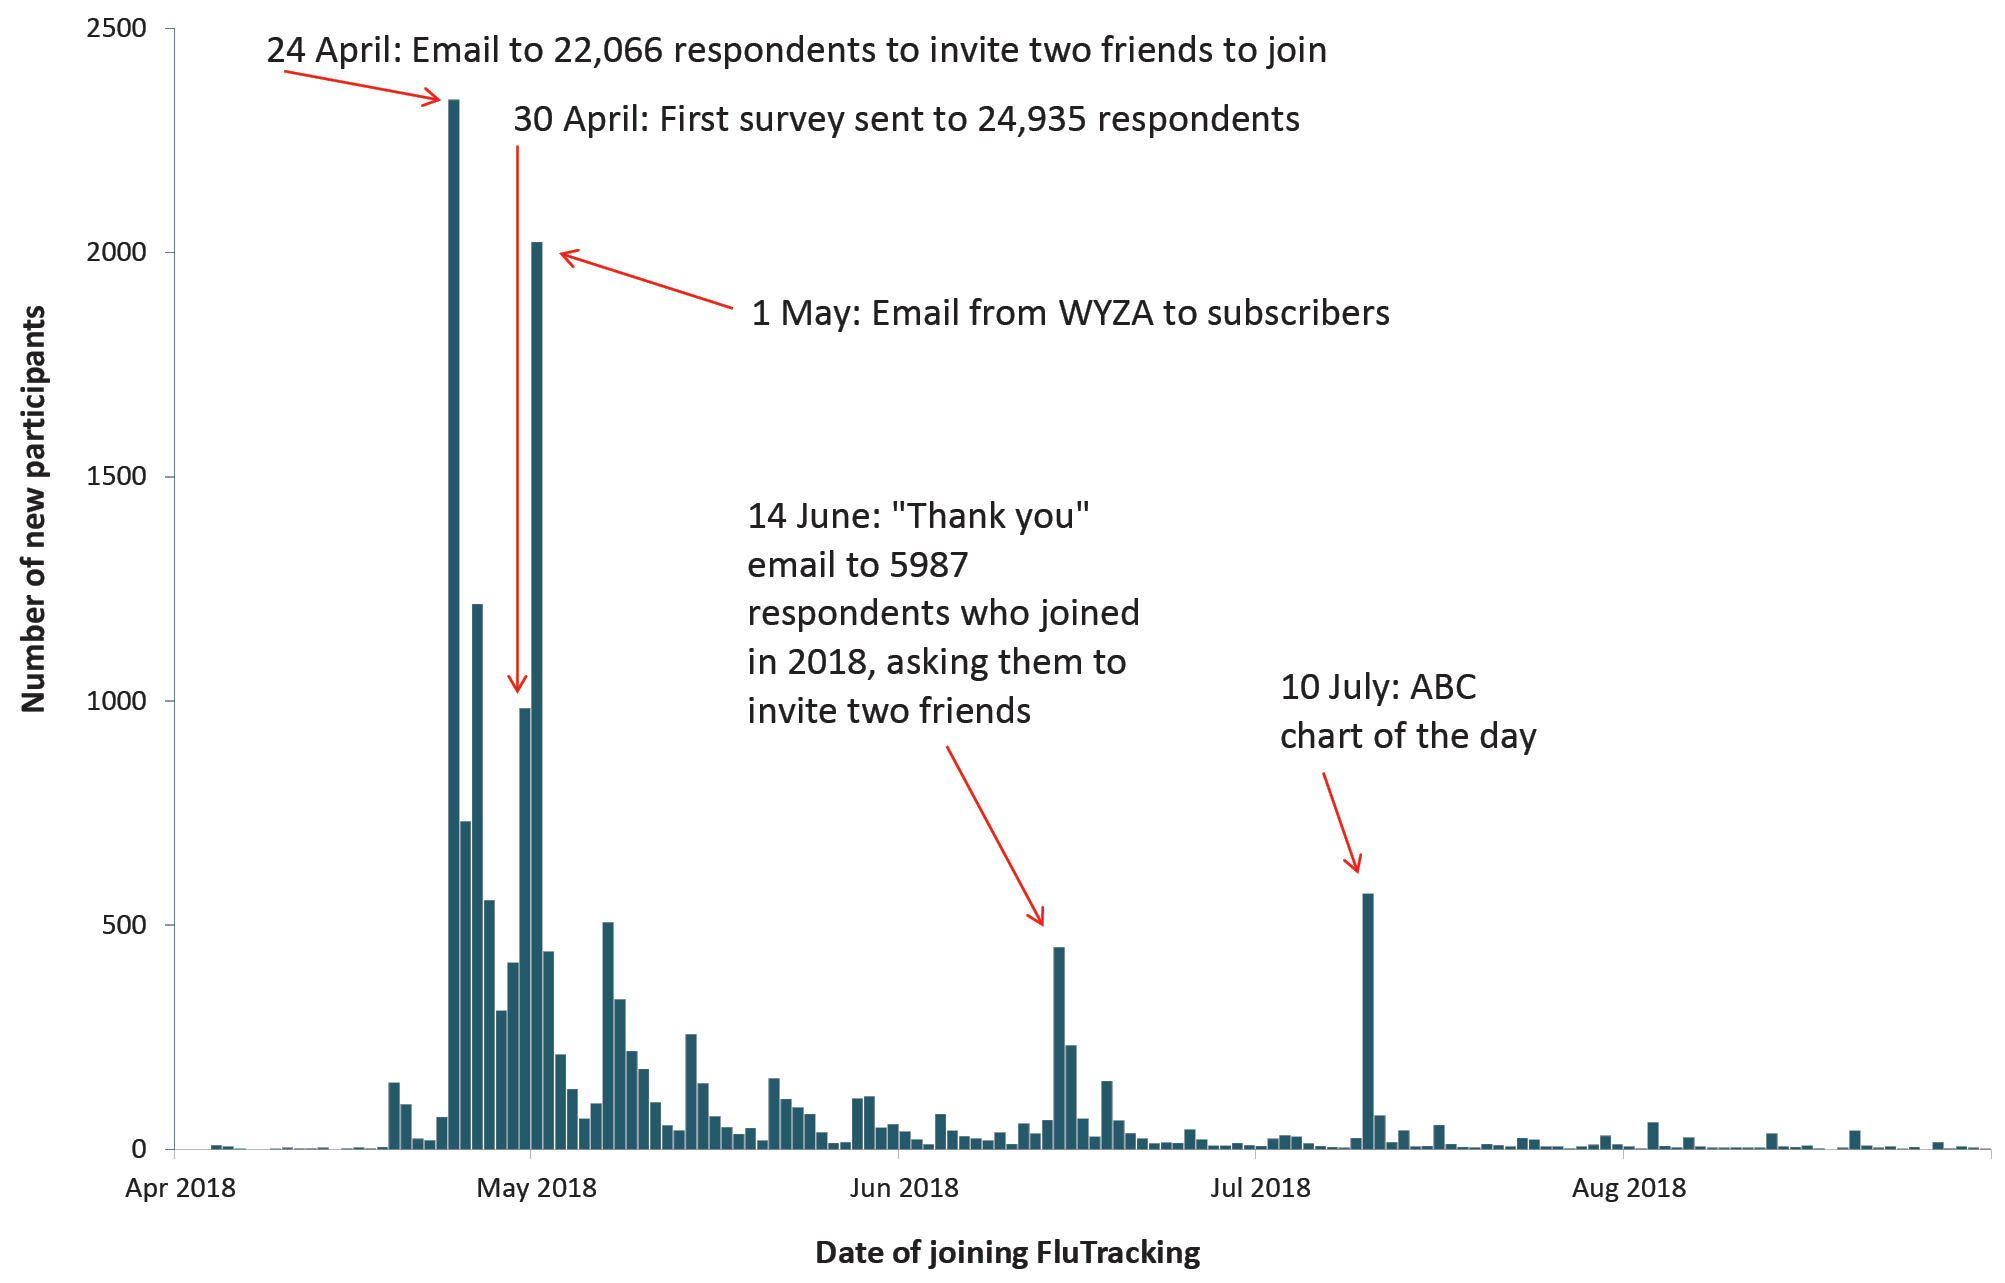 2500
24 April: Email to 22,066 respondents to invite two friends to join
30 April: First survey sent to 24,935 respondents
2000
1 May: Email from WYZA to subscribers
Number of new participants
1500
14 June: "Thank you"
email to 5987
respondents who joined
in 2018, asking them to
invite two friends
10 July: ABC
chart of the day
1000
500
0
Apr 2018
May 2018
Jun 2018
Jul 2018
Aug 2018
Date of joining FluTracking